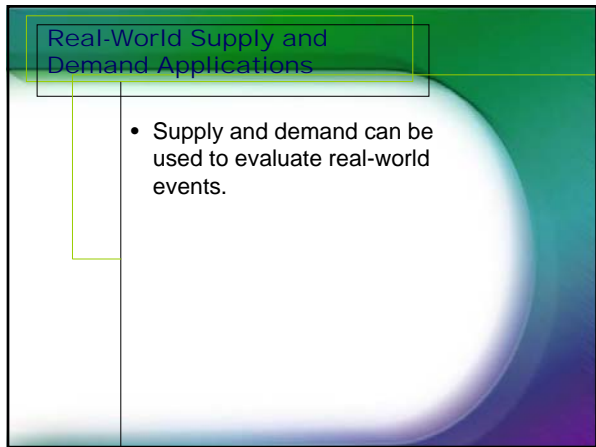 Real-World Supply and
Demand Applications
• Supply and demand can be
used to evaluate real-world
events.